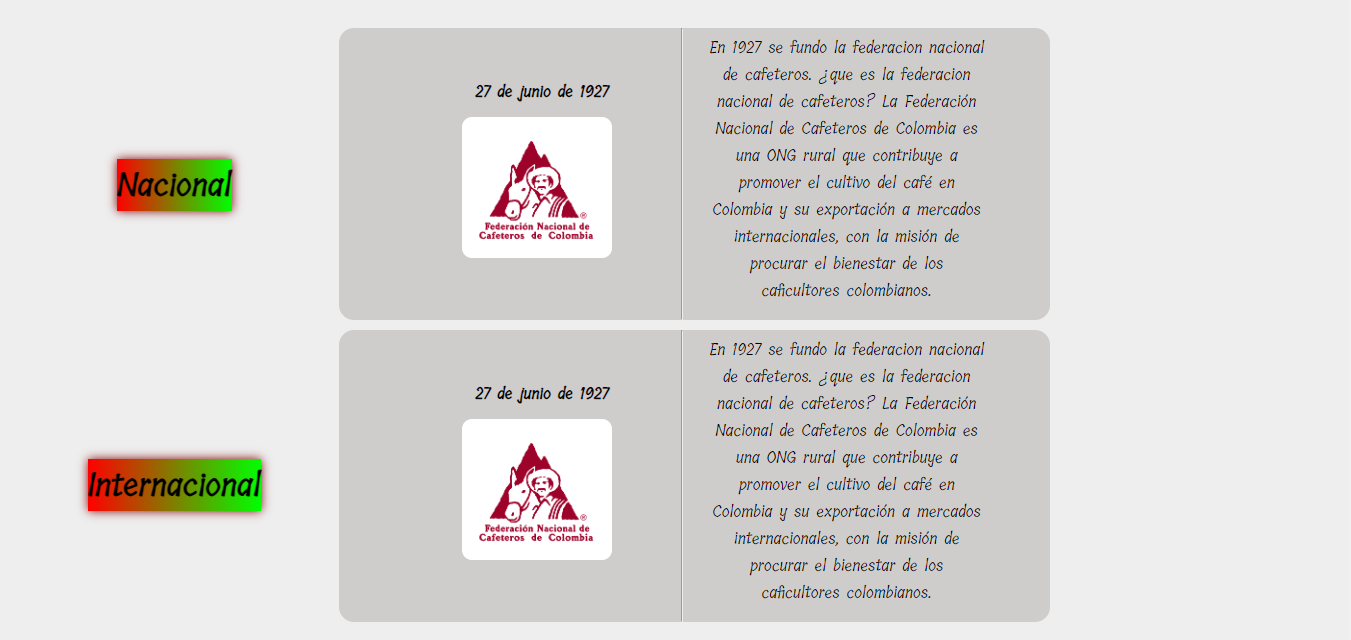 Nacional
27 de junio de 1927
Federación Nacional de
Cafeteros de Colombia
En 1927 se fundo la federacion nacional
de cafeteros. ¿que es la federacion
nacional de cafeteros? La Federación
Nacional de Cafeteros de Colombia es
una ONG rural que contribuye a
promover el cultivo del café en
Colombia y su exportación a mercados
internacionales, con la misión de
procurar el bienestar de los
caficultores colombianos.
Internacional
27 de junio de 1927
Federación Nacional de
Cafeteros de Colombia
En 1927 se fundo la federacion nacional
de cafeteros. ¿que es la federacion
nacional de cafeteros? La Federación
Nacional de Cafeteros de Colombia es
una ONG rural que contribuye a
promover el cultivo del café en
Colombia y su exportación a mercados
internacionales, con la misión de
procurar el bienestar de los
caficultores colombianos.